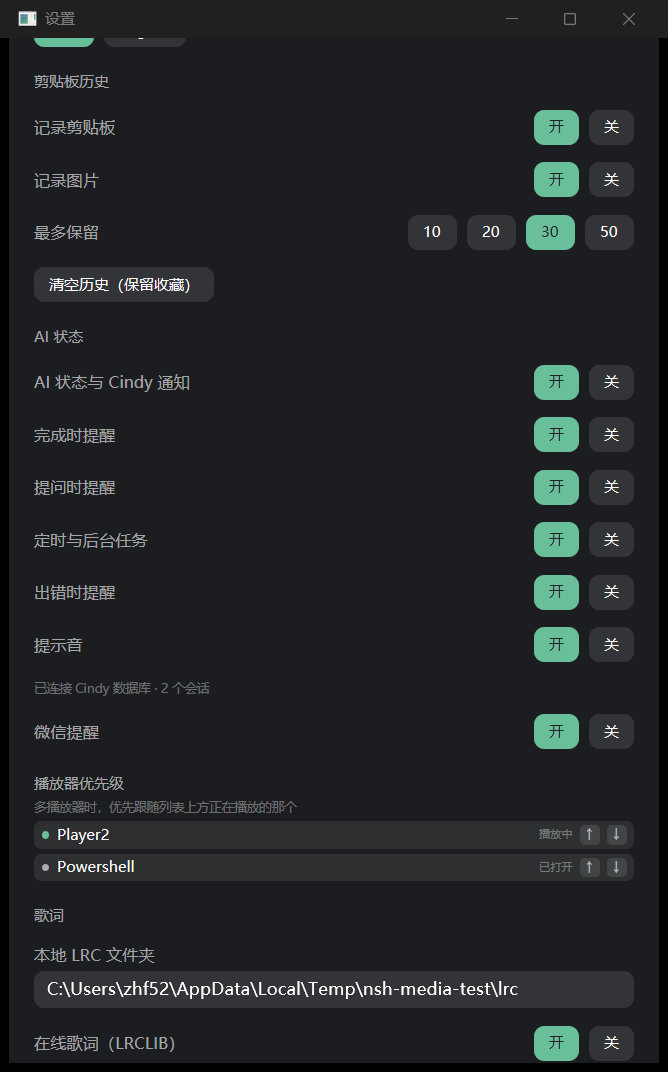 设置
剪贴板历史
记录剪贴板 开 关
记录图片 开 关
最多保留 10 20 30 50
清空历史（保留收藏）
AI 状态
AI 状态与 Cindy 通知 开 关
完成时提醒 开 关
提问时提醒 开 关
定时与后台任务 开 关
出错时提醒 开 关
提示音 开 关
已连接 Cindy 数据库 · 2 个会话
微信提醒 开 关
播放器优先级
多播放器时，优先跟随列表上方正在播放的那个
Player2 播放中 ↑ ↓
Powershell 已打开 ↑ ↓
歌词
本地 LRC 文件夹
C:\Users\zhf52\AppData\Local\Temp\nsh-media-test\lrc
在线歌词（LRCLIB） 开 关